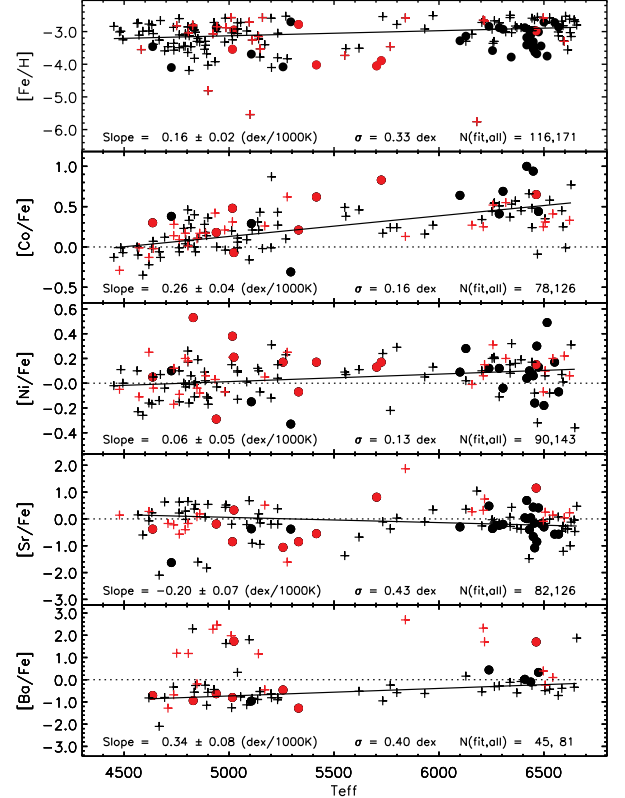 [Fe/H]
-3.0
-4.0
-5.0
-6.0
Slope = 0.16 ± 0.02 (dex/1000K) σ = 0.33 dex N(fit,all) = 116,171
[Co/Fe]
1.0
0.5
0.0
-0.5
Slope = 0.26 ± 0.04 (dex/1000K) σ = 0.16 dex N(fit,all) = 78,126
[Ni/Fe]
0.4
0.2
-0.0
-0.2
-0.4
Slope = 0.06 ± 0.05 (dex/1000K) σ = 0.13 dex N(fit,all) = 90,143
[Sr/Fe]
2.0
1.0
0.0
-1.0
-2.0
-3.0
Slope = -0.20 ± 0.07 (dex/1000K) σ = 0.43 dex N(fit,all) = 82,126
[Ba/Fe]
3.0
2.0
1.0
0.0
-1.0
-2.0
-3.0
Slope = 0.34 ± 0.08 (dex/1000K) σ = 0.40 dex N(fit,all) = 45, 81
4500 5000 5500 6000 6500
Teff